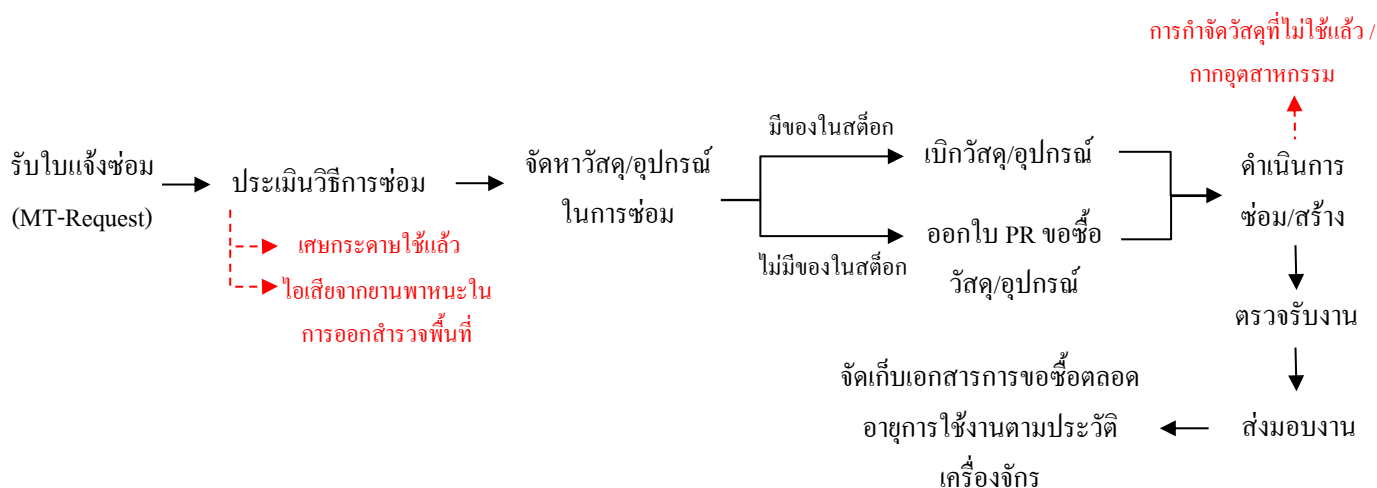 การกำจัดวัสดุที่ไม่ใช้แล้ว /
กากอุตสาหกรรม
รับใบแจ้งซ่อม
(MT-Request)
ประเมินวิธีการซ่อม
เศษกระดาษใช้แล้ว
ไอเสียจากยานพาหนะใน
การออกสำรวจพื้นที่
จัดหาวัสดุ/อุปกรณ์
ในการซ่อม
มีของในสต็อก
ไม่มีของในสต็อก
เบิกวัสดุ/อุปกรณ์
ออกใบ PR ขอซื้อ
วัสดุ/อุปกรณ์
ดำเนินการ
ซ่อม/สร้าง
ตรวจรับงาน
ส่งมอบงาน
จัดเก็บเอกสารการขอซื้อตลอด
อายุการใช้งานตามประวัติ
เครื่องจักร